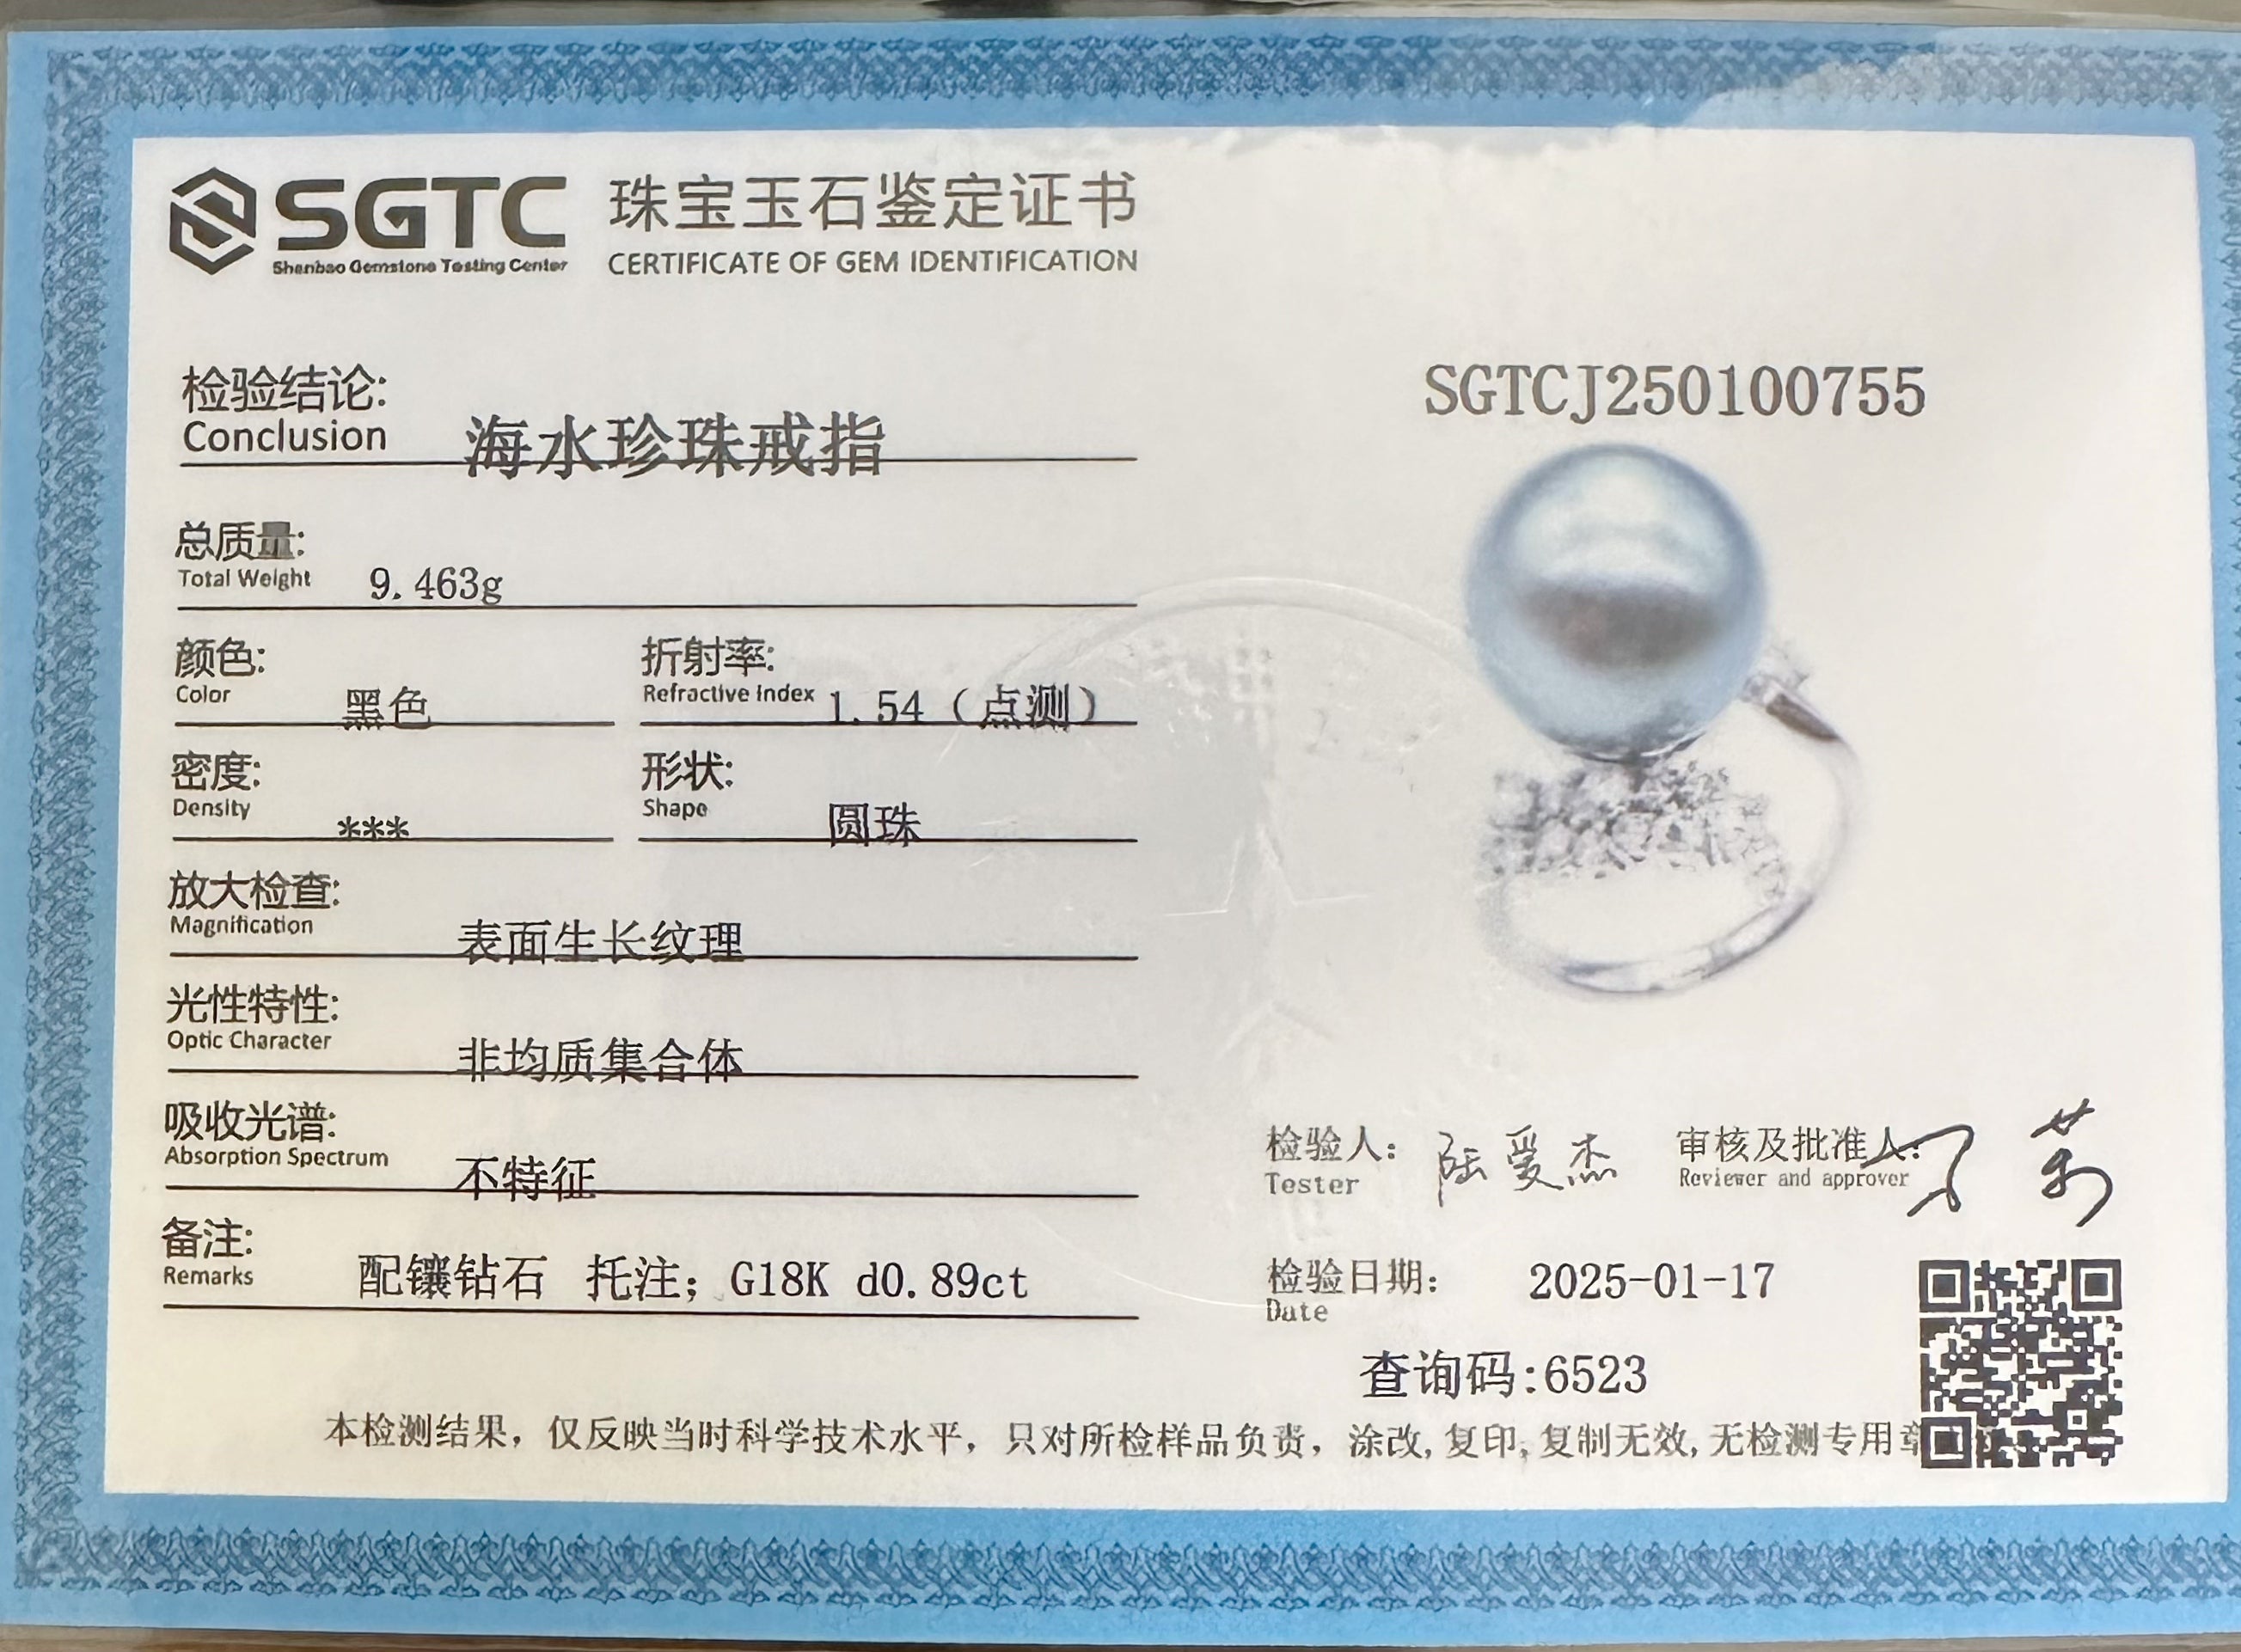 SGTC 珠宝玉石鉴定证书
Shenbao Gemstone Testing Center CERTIFICATE OF GEM IDENTIFICATION
检验结论: 海水珍珠戒指
Conclusion
总质量: 9.463g
Total Weight
颜色: 黑色
Color
折射率: 1.54（点测）
Refractive Index
密度: ***
Density
形状: 圆珠
Shape
放大检查: 表面生长纹理
Magnification
光性特性: 非均质集合体
Optic Character
吸收光谱: 不特征
Absorption Spectrum
备注: 配镶钻石 托注；G18K d0.89ct
Remarks
SGTCJ250100755
检验人: 陆爱杰 审核及批准人:
Tester Reviewer and approver
检验日期: 2025-01-17
Date
查询码:6523
本检测结果，仅反映当时科学技术水平，只对所检样品负责，涂改,复印,复制无效,无检测专用章